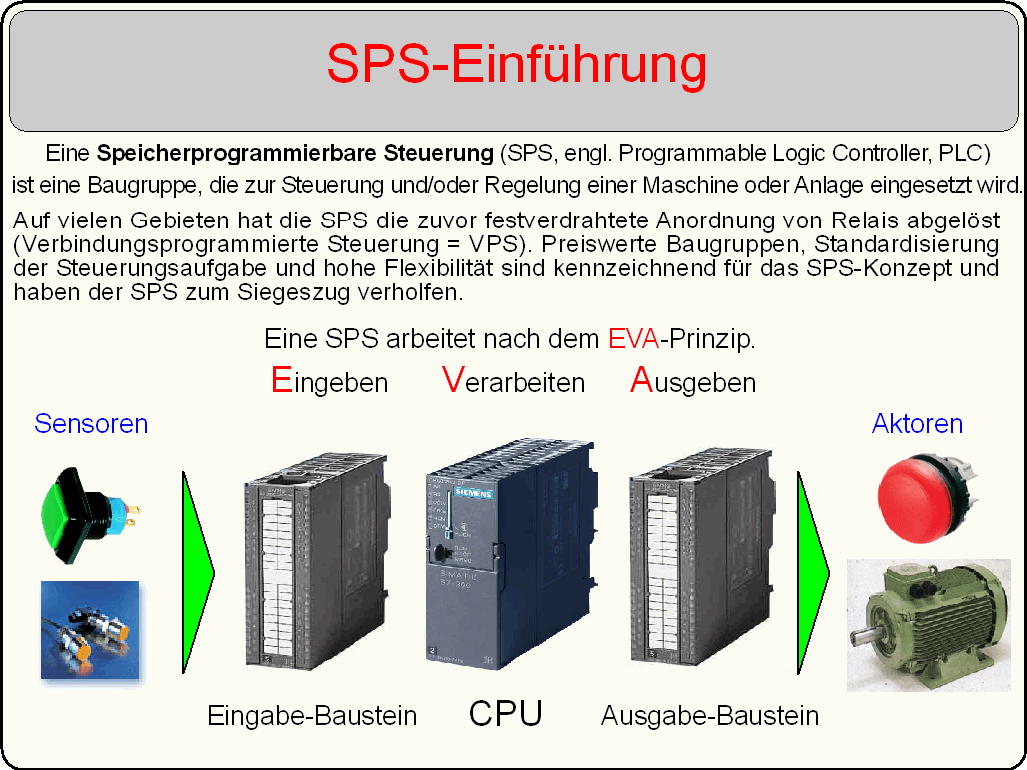 SPS-Einführung
Eine Speicherprogrammierbare Steuerung (SPS, engl. Programmable Logic Controller, PLC)
ist eine Baugruppe, die zur Steuerung und/oder Regelung einer Maschine oder Anlage eingesetzt wird.
Auf vielen Gebieten hat die SPS die zuvor festverdrahtete Anordnung von Relais abgelöst
(Verbindungsprogrammierte Steuerung = VPS). Preiswerte Baugruppen, Standardisierung
der Steuerungsaufgabe und hohe Flexibilität sind kennzeichnend für das SPS-Konzept und
haben der SPS zum Siegeszug verholfen.
Eine SPS arbeitet nach dem EVA-Prinzip.
Eingeben Verarbeiten Ausgeben
Sensoren
Aktoren
SIEMENS
SIMATIC
S7-300
Eingabe-Baustein CPU Ausgabe-Baustein